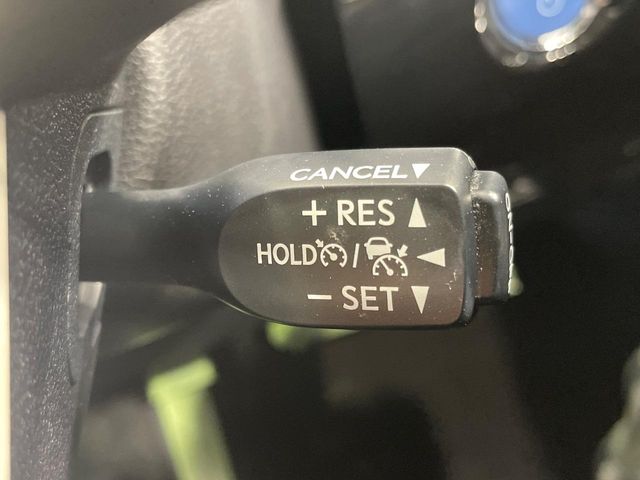 CANCEL▼
+ RES ▲
HOLD / ◀
− SET ▼